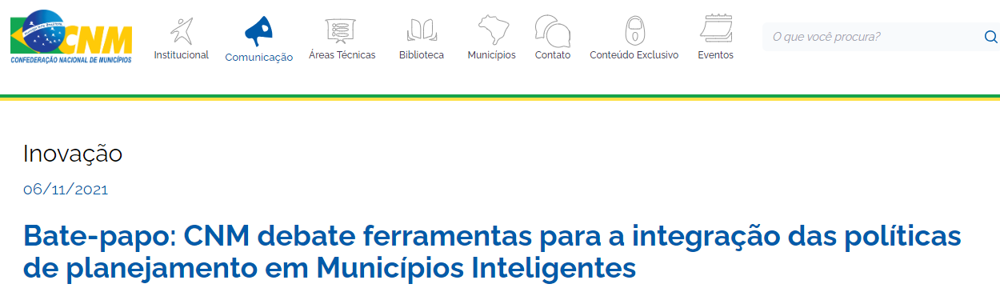 CNM
CONFEDERAÇÃO NACIONAL DE MUNICÍPIOS
Institucional
Comunicação
Áreas Técnicas
Biblioteca
Municípios
Contato
Conteúdo Exclusivo
Eventos
O que você procura?
Inovação
06/11/2021
Bate-papo: CNM debate ferramentas para a integração das políticas
de planejamento em Municípios Inteligentes